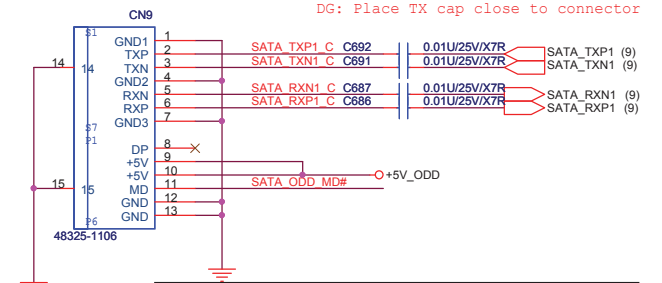 DG: Place TX cap close to connector
CN9
S1
GND1 1
TXP 2 SATA_TXP1_C C692 0.01U/25V/X7R SATA_TXP1 (9)
14 14 TXN 3 SATA_TXN1_C C691 0.01U/25V/X7R SATA_TXN1 (9)
GND2 4
RXN 5 SATA_RXN1_C C687 0.01U/25V/X7R SATA_RXN1 (9)
RXP 6 SATA_RXP1_C C686 0.01U/25V/X7R SATA_RXP1 (9)
S7 GND3 7
P1
DP 8
+5V 9
+5V 10 +5V_ODD
15 15 MD 11 SATA_ODD_MD#
GND 12
P6 GND 13
48325-1106